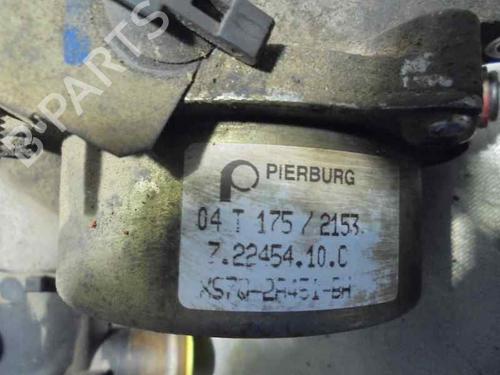 B-PARTS
PIERBURG
04 T 175 / 2153
7.22454.10.C
XS7Q-2A451-BH